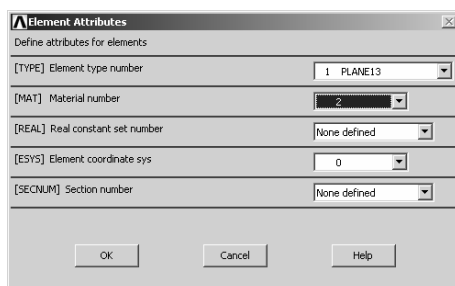 Element Attributes
Define attributes for elements
[TYPE] Element type number 1 PLANE13
[MAT] Material number 2
[REAL] Real constant set number None defined
[ESYS] Element coordinate sys 0
[SECNUM] Section number None defined
OK Cancel Help